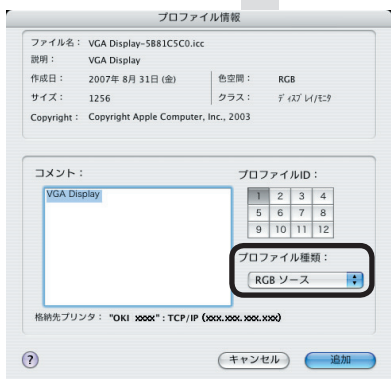 プロファイル情報
ファイル名： VGA Display-5B81C5C0.icc
説明： VGA Display
作成日： 2007年 8月 31日 (金) 色空間： RGB
サイズ： 1256 クラス： ディスプレイ/モニタ
Copyright： Copyright Apple Computer, Inc., 2003
コメント： プロファイルID：
VGA Display
1 2 3 4
5 6 7 8
9 10 11 12
プロファイル種類：
RGB ソース
格納先プリンタ： "OKI xxxx" : TCP/IP (xxx.xxx.xxx.xxx)
? キャンセル 追加